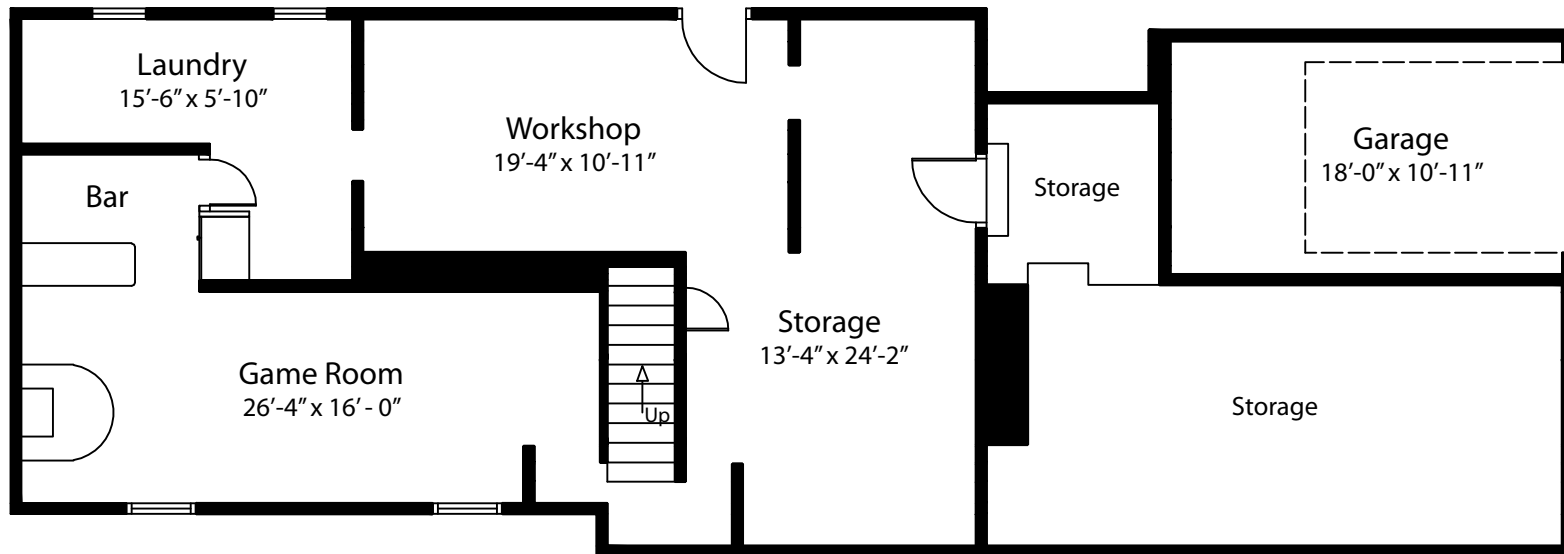 Laundry
15’-6” x 5’-10”
Workshop
19’-4” x 10’-11”
Garage
18’-0” x 10’-11”
Bar
Storage
Storage
13’-4” x 24’-2”
Game Room
26’-4” x 16’ - 0”
Up
Storage